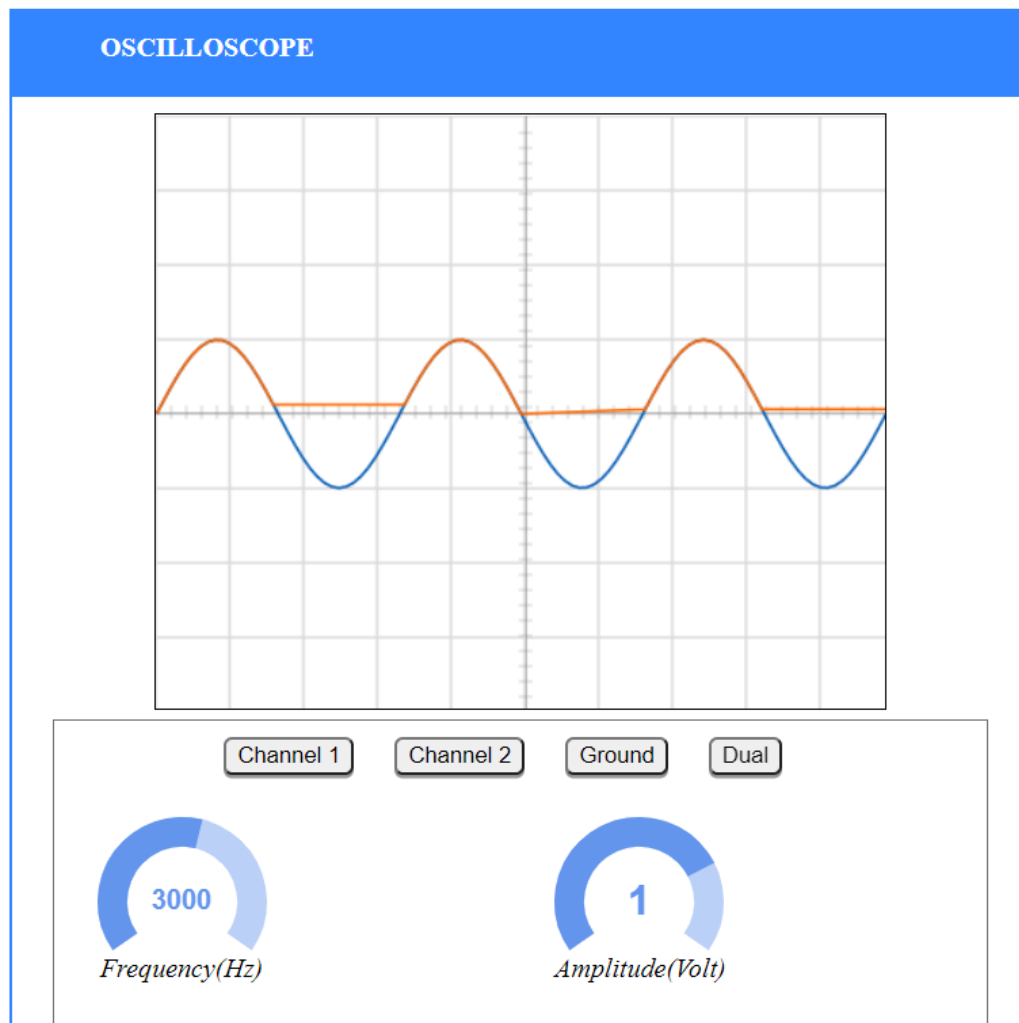 OSCILLOSCOPE
Channel 1 Channel 2 Ground Dual
3000 1
Frequency(Hz) Amplitude(Volt)